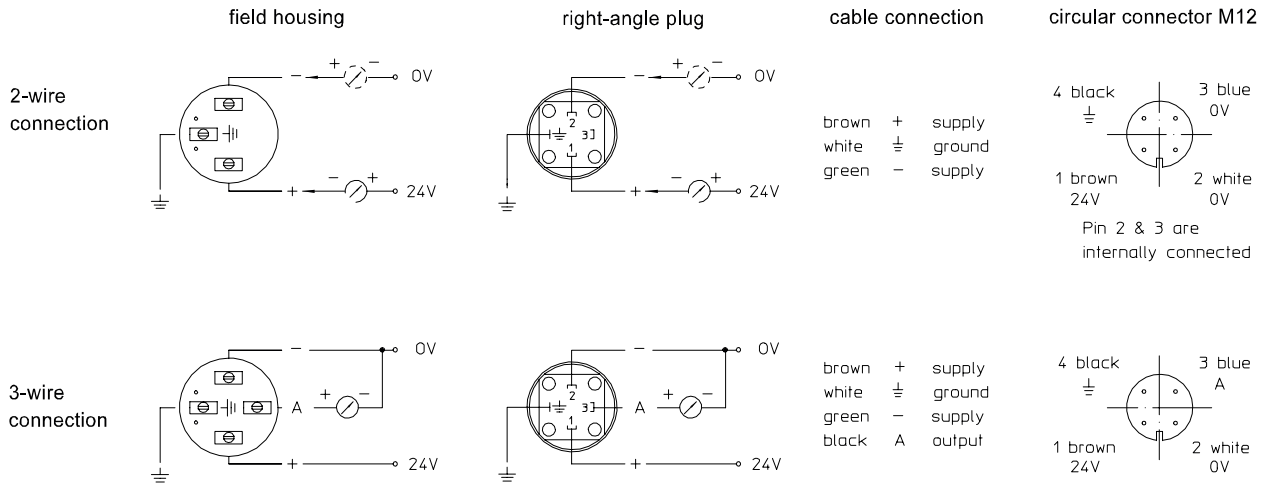 field housing
right-angle plug
cable connection
circular connector M12
2-wire
connection
− + − 0V
− + 24V
+
− + − 0V
2
3
1
+ − + 24V
brown + supply
white ground
green − supply
4 black
3 blue
0V
1 brown
24V
2 white
0V
Pin 2 & 3 are
internally connected
3-wire
connection
− 0V
A + −
+ 24V
− 0V
2
3
1
A + −
+ 24V
brown + supply
white ground
green − supply
black A output
4 black
3 blue
A
1 brown
24V
2 white
0V